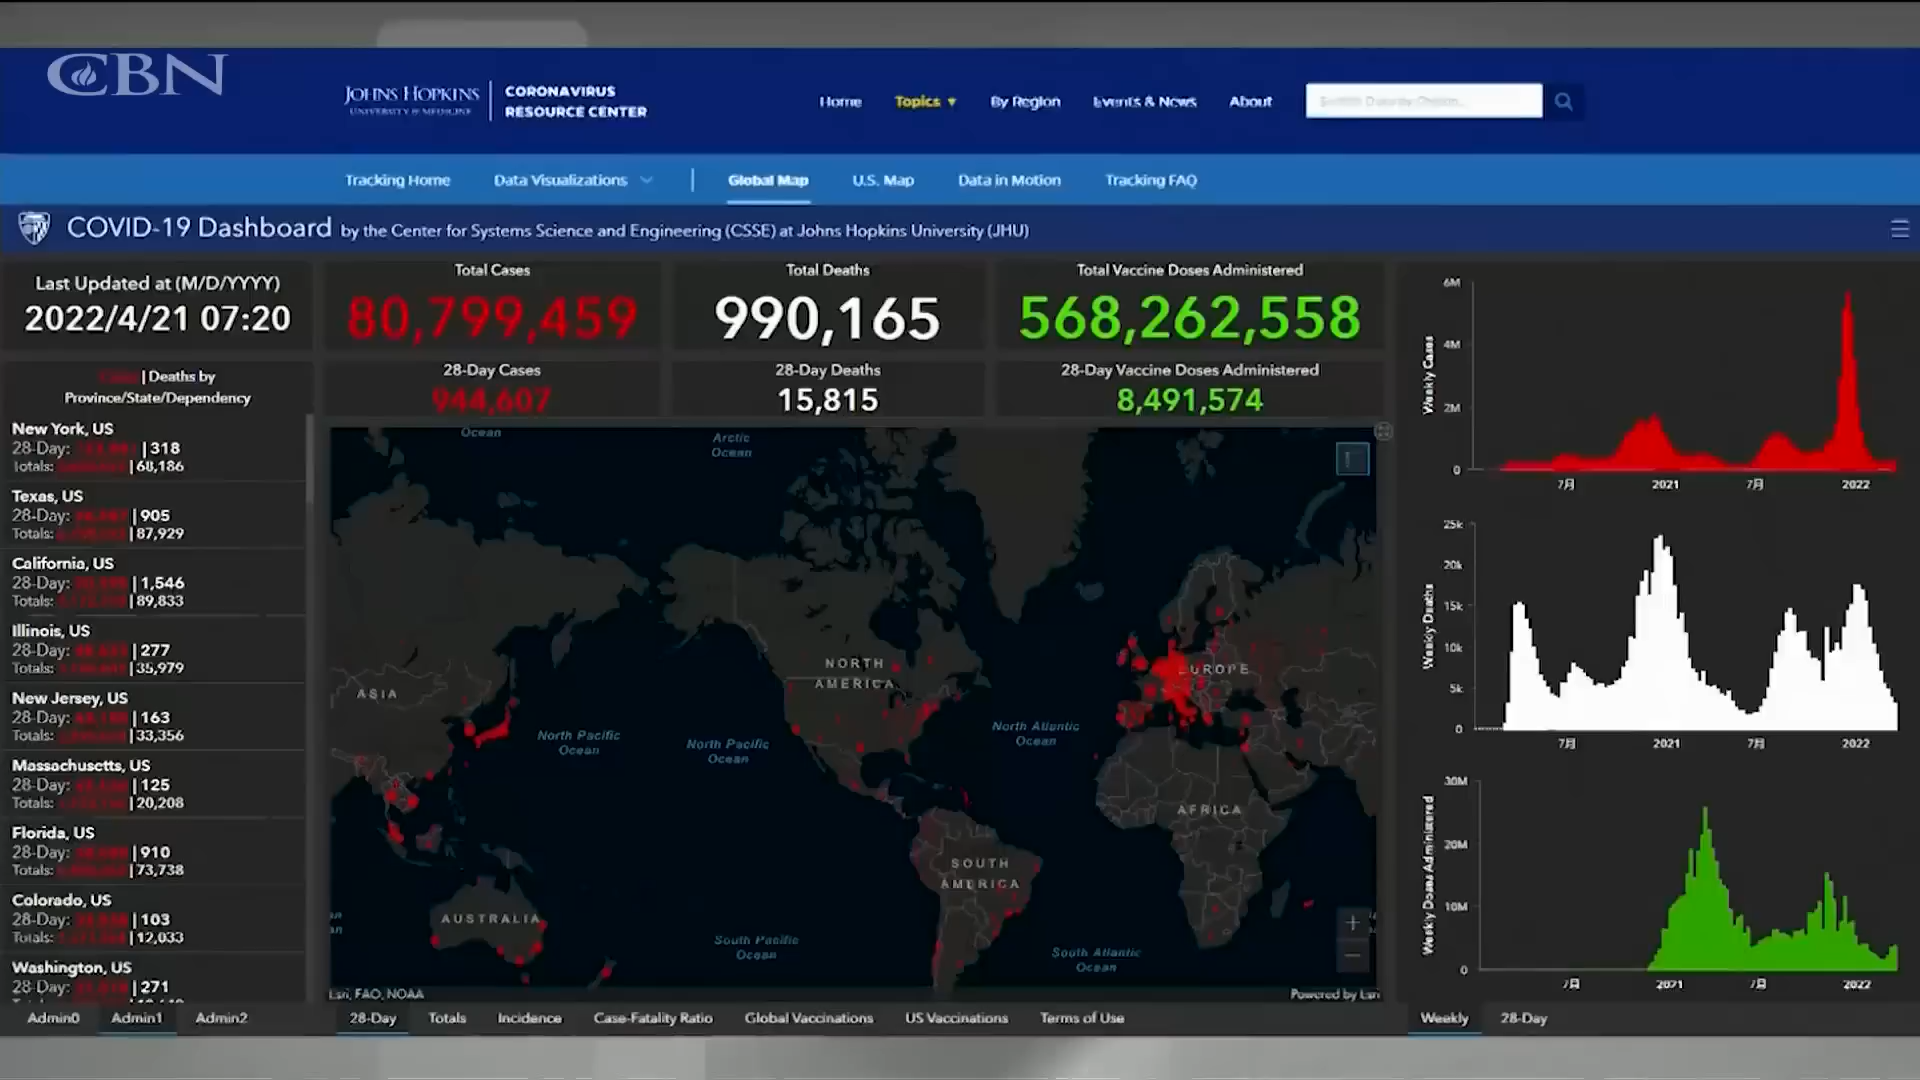 CBN
JOHNS HOPKINS
UNIVERSITY & MEDICINE
CORONAVIRUS
RESOURCE CENTER
Home
Topics
By Region
Events & News
About
Tracking Home
Data Visualizations
Global Map
U.S. Map
Data in Motion
Tracking FAQ
COVID-19 Dashboard by the Center for Systems Science and Engineering (CSSE) at Johns Hopkins University (JHU)
Last Updated at (M/D/YYYY)
2022/4/21 07:20
Total Cases
80,799,459
Total Deaths
990,165
Total Vaccine Doses Administered
568,262,558
28-Day Cases
944,607
28-Day Deaths
15,815
28-Day Vaccine Doses Administered
8,491,574
| Deaths by
Province/State/Dependency
New York, US
28-Day: | 318
Totals: | 68,186
Texas, US
28-Day: | 905
Totals: | 87,929
California, US
28-Day: | 1,546
Totals: | 89,833
Illinois, US
28-Day: | 277
Totals: | 35,979
New Jersey, US
28-Day: | 163
Totals: | 33,356
Massachusetts, US
28-Day: | 125
Totals: | 20,208
Florida, US
28-Day: | 910
Totals: | 73,738
Colorado, US
28-Day: | 103
Totals: | 12,033
Washington, US
28-Day: | 271
Admin0
Admin1
Admin2
Ocean
Arctic
Ocean
NORTH
AMERICA
EUROPE
ASIA
North Pacific
Ocean
North Pacific
Ocean
North Atlantic
Ocean
AFRICA
SOUTH
AMERICA
AUSTRALIA
South Pacific
Ocean
South Atlantic
Ocean
+
−
Esri, FAO, NOAA
Powered by Esri
28-Day
Totals
Incidence
Case-Fatality Ratio
Global Vaccinations
US Vaccinations
Terms of Use
Weekly Cases
6M
4M
2M
0
7月
2021
7月
2022
Weekly Deaths
25k
20k
15k
10k
5k
0
7月
2021
7月
2022
Weekly Doses Administered
30M
20M
10M
0
7月
2021
7月
2022
Weekly
28-Day